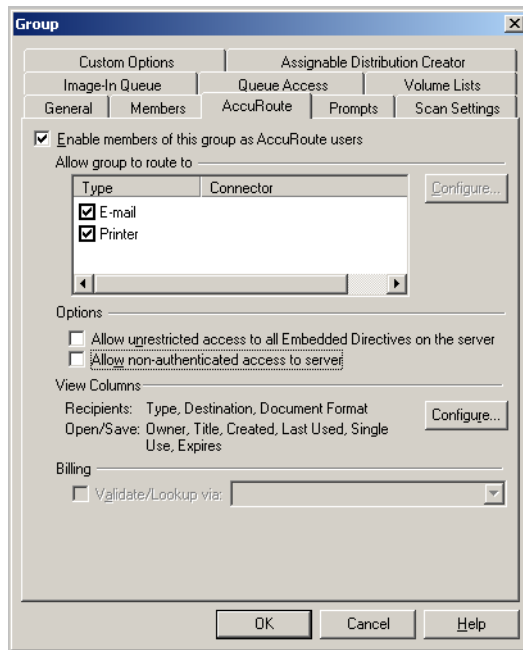 Group
Custom Options
Assignable Distribution Creator
Image-In Queue
Queue Access
Volume Lists
General
Members
AccuRoute
Prompts
Scan Settings
Enable members of this group as AccuRoute users
Allow group to route to
Type
Connector
Configure...
E-mail
Printer
Options
Allow unrestricted access to all Embedded Directives on the server
Allow non-authenticated access to server
View Columns
Recipients: Type, Destination, Document Format
Configure...
Open/Save: Owner, Title, Created, Last Used, Single
Use, Expires
Billing
Validate/Lookup via:
OK
Cancel
Help